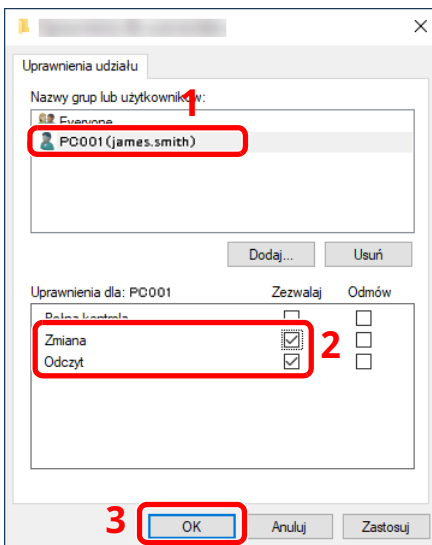 Uprawnienia udziału
Nazwy grup lub użytkowników:
1
Everyone
PC001(james.smith)
Dodaj...
Usuń
Uprawnienia dla: PC001
Zezwalaj
Odmów
Pełna kontrola
Zmiana
2
Odczyt
3
OK
Anuluj
Zastosuj